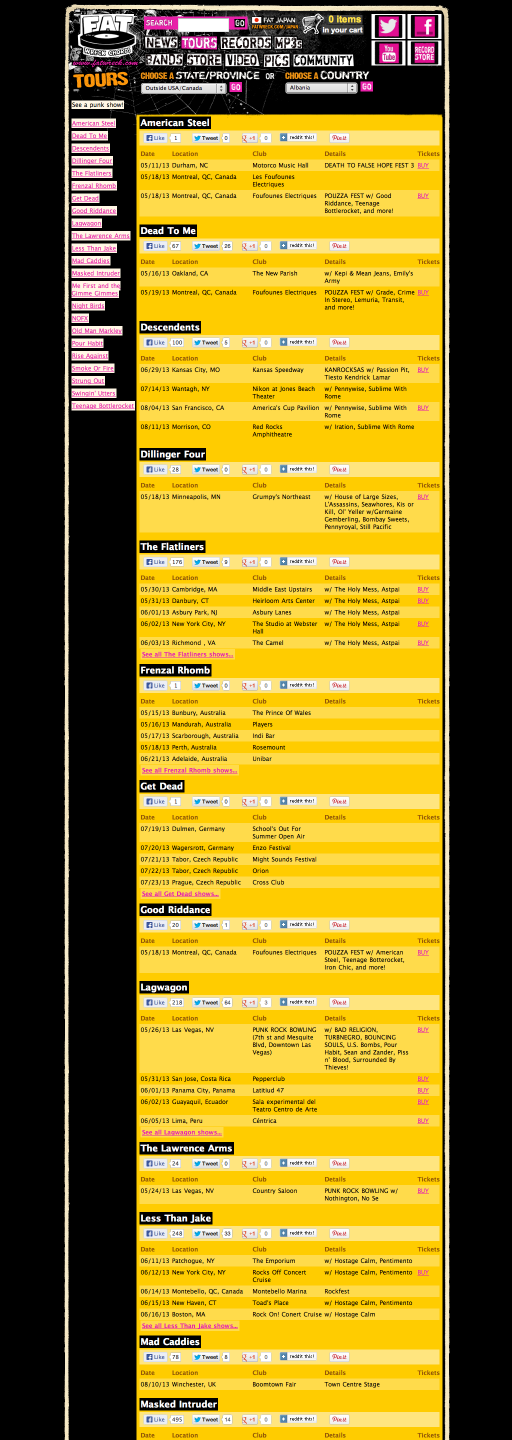 FAT
WRECK CHORDS
www.fatwreck.com
SEARCH GO FAT JAPAN FATWRECK.COM/JAPAN 0 items in your cart
NEWS TOURS RECORDS MP3s
BANDS STORE VIDEO PICS COMMUNITY
You Tube
RECORD STORE
TOURS
CHOOSE A STATE/PROVINCE OR CHOOSE A COUNTRY
Outside USA/Canada GO Albania GO
See a punk show!
American Steel
Dead To Me
Descendents
Dillinger Four
The Flatliners
Frenzal Rhomb
Get Dead
Good Riddance
Lagwagon
The Lawrence Arms
Less Than Jake
Mad Caddies
Masked Intruder
Me First and the
Gimme Gimmes
Night Birds
NOFX
Old Man Markley
Pour Habit
Rise Against
Smoke Or Fire
Strung Out
Swingin' Utters
Teenage Bottlerocket
American Steel
Like 1 Tweet 0 +1 0 reddit this! Pin it
Date Location Club Details Tickets
05/11/13 Durham, NC Motorco Music Hall DEATH TO FALSE HOPE FEST 3 BUY
05/18/13 Montreal, QC, Canada Les Foufounes
Electriques
05/18/13 Montreal, QC, Canada Foufounes Electriques POUZZA FEST w/ Good BUY
Riddance, Teenage
Bottlerocket, and more!
Dead To Me
Like 67 Tweet 26 +1 0 reddit this! Pin it
Date Location Club Details Tickets
05/16/13 Oakland, CA The New Parish w/ Kepi & Mean Jeans, Emily's
Army
05/19/13 Montreal, QC, Canada Foufounes Electriques POUZZA FEST w/ Grade, Crime BUY
In Stereo, Lemuria, Transit,
and more!
Descendents
Like 100 Tweet 5 +1 0 reddit this! Pin it
Date Location Club Details Tickets
06/29/13 Kansas City, MO Kansas Speedway KANROCKSAS w/ Passion Pit, BUY
Tiesto Kendrick Lamar
07/14/13 Wantagh, NY Nikon at Jones Beach w/ Pennywise, Sublime With
Theater Rome
08/04/13 San Francisco, CA America's Cup Pavilion w/ Pennywise, Sublime With BUY
Rome
08/11/13 Morrison, CO Red Rocks w/ Iration, Sublime With Rome
Amphitheatre
Dillinger Four
Like 28 Tweet 0 +1 0 reddit this! Pin it
Date Location Club Details Tickets
05/18/13 Minneapolis, MN Grumpy's Northeast w/ House of Large Sizes, BUY
L'Assassins, Seawhores, Kis or
Kill, Ol' Yeller w/Germaine
Gemberling, Bombay Sweets,
Pennyroyal, Still Pacific
The Flatliners
Like 176 Tweet 9 +1 0 reddit this! Pin it
Date Location Club Details Tickets
05/30/13 Cambridge, MA Middle East Upstairs w/ The Holy Mess, Astpai BUY
05/31/13 Danbury, CT Heirloom Arts Center w/ The Holy Mess, Astpai BUY
06/01/13 Asbury Park, NJ Asbury Lanes w/ The Holy Mess, Astpai BUY
06/02/13 New York City, NY The Studio at Webster w/ The Holy Mess, Astpai BUY
Hall
06/03/13 Richmond , VA The Camel w/ The Holy Mess, Astpai BUY
See all The Flatliners shows...
Frenzal Rhomb
Like 1 Tweet 0 +1 0 reddit this! Pin it
Date Location Club Details Tickets
05/15/13 Bunbury, Australia The Prince Of Wales
05/16/13 Mandurah, Australia Players
05/17/13 Scarborough, Australia Indi Bar
05/18/13 Perth, Australia Rosemount
06/21/13 Adelaide, Australia Unibar
See all Frenzal Rhomb shows...
Get Dead
Like 1 Tweet 0 +1 0 reddit this! Pin it
Date Location Club Details Tickets
07/19/13 Dulmen, Germany School's Out For
Summer Open Air
07/20/13 Wagersrott, Germany Enzo Festival
07/21/13 Tabor, Czech Republic Might Sounds Festival
07/22/13 Tabor, Czech Republic Orion
07/23/13 Prague, Czech Republic Cross Club
See all Get Dead shows...
Good Riddance
Like 20 Tweet 1 +1 0 reddit this! Pin it
Date Location Club Details Tickets
05/18/13 Montreal, QC, Canada Foufounes Electriques POUZZA FEST w/ American BUY
Steel, Teenage Botterocket,
Iron Chic, and more!
Lagwagon
Like 218 Tweet 64 +1 3 reddit this! Pin it
Date Location Club Details Tickets
05/26/13 Las Vegas, NV PUNK ROCK BOWLING w/ BAD RELIGION, BUY
(7th st and Mesquite TURBNEGRO, BOUNCING
Blvd, Downtown Las SOULS, U.S. Bombs, Pour
Vegas) Habit, Sean and Zander, Piss
n' Blood, Surrounded By
Thieves!
05/31/13 San Jose, Costa Rica Pepperclub BUY
06/01/13 Panama City, Panama Latitiud 47 BUY
06/02/13 Guayaquil, Ecuador Sala experimental del BUY
Teatro Centro de Arte
06/05/13 Lima, Peru Céntrica BUY
See all Lagwagon shows...
The Lawrence Arms
Like 24 Tweet 0 +1 0 reddit this! Pin it
Date Location Club Details Tickets
05/24/13 Las Vegas, NV Country Saloon PUNK ROCK BOWLING w/ BUY
Nothington, No Se
Less Than Jake
Like 248 Tweet 33 +1 0 reddit this! Pin it
Date Location Club Details Tickets
06/11/13 Patchogue, NY The Emporium w/ Hostage Calm, Pentimento
06/12/13 New York City, NY Rocks Off Concert w/ Hostage Calm, Pentimento BUY
Cruise
06/14/13 Montebello, QC, Canada Montebello Marina Rockfest
06/15/13 New Haven, CT Toad's Place w/ Hostage Calm, Pentimento
06/16/13 Boston, MA Rock On! Conert Cruise w/ Hostage Calm
See all Less Than Jake shows...
Mad Caddies
Like 78 Tweet 8 +1 0 reddit this! Pin it
Date Location Club Details Tickets
08/10/13 Winchester, UK Boomtown Fair Town Centre Stage
Masked Intruder
Like 495 Tweet 14 +1 0 reddit this! Pin it
Date Location Club Details Tickets